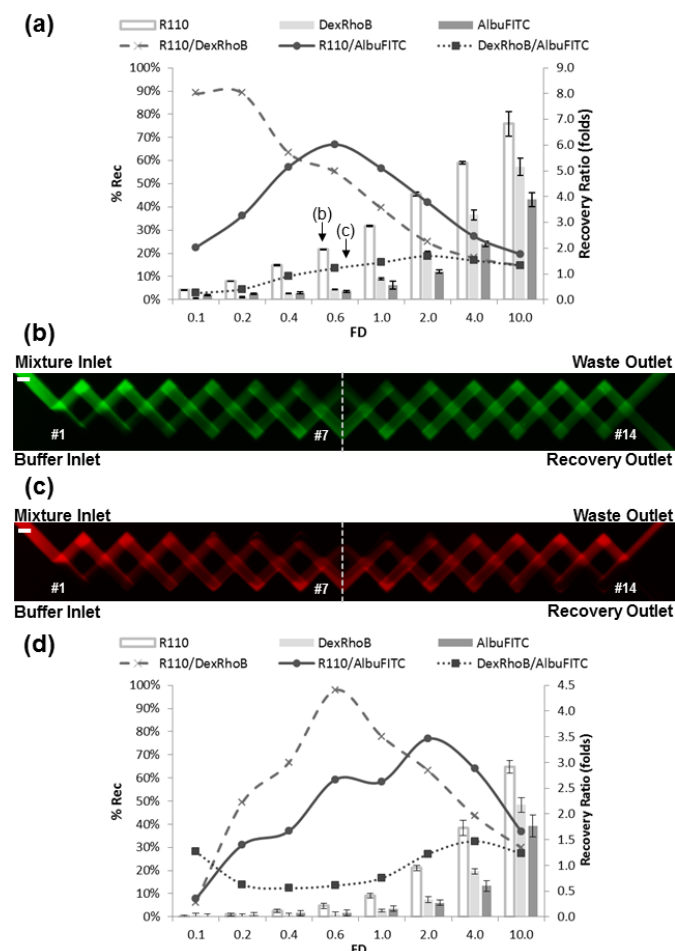 (a)
R110 DexRhoB AlbuFITC
R110/DexRhoB R110/AlbuFITC DexRhoB/AlbuFITC
100% 9.0
90% 8.0
80% 7.0
70% 6.0
60% 5.0
50% 4.0
40% 3.0
30% 2.0
20% 1.0
10% 0.0
0%
% Rec
Recovery Ratio (folds)
(b) (c)
0.1 0.2 0.4 0.6 1.0 2.0 4.0 10.0
FD
(b)
Mixture Inlet Waste Outlet
#1 #7 #14
Buffer Inlet Recovery Outlet
(c)
Mixture Inlet Waste Outlet
#1 #7 #14
Buffer Inlet Recovery Outlet
(d)
R110 DexRhoB AlbuFITC
R110/DexRhoB R110/AlbuFITC DexRhoB/AlbuFITC
100% 4.5
90% 4.0
80% 3.5
70% 3.0
60% 2.5
50% 2.0
40% 1.5
30% 1.0
20% 0.5
10% 0.0
0%
% Rec
Recovery Ratio (folds)
0.1 0.2 0.4 0.6 1.0 2.0 4.0 10.0
FD